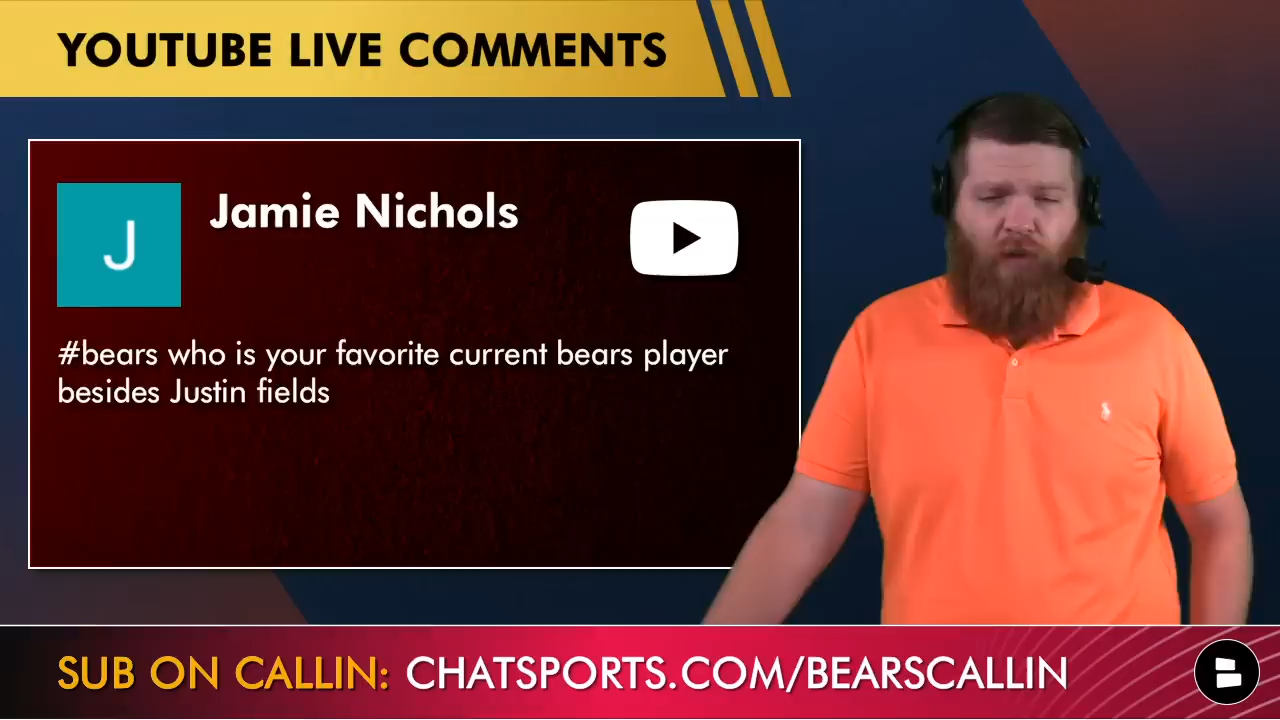 YOUTUBE LIVE COMMENTS
J
Jamie Nichols
#bears who is your favorite current bears player
besides Justin fields
SUB ON CALLIN: CHATSPORTS.COM/BEARSCALLIN